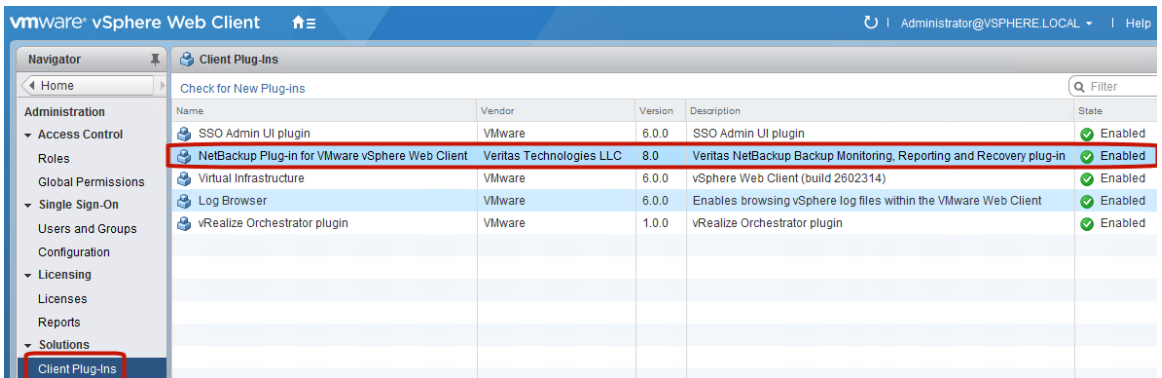 vmware® vSphere Web Client
Administrator@VSPHERE.LOCAL | Help
Navigator
Home
Administration
Access Control
Roles
Global Permissions
Single Sign-On
Users and Groups
Configuration
Licensing
Licenses
Reports
Solutions
Client Plug-Ins
Client Plug-Ins
Check for New Plug-ins
Filter
Name Vendor Version Description State
SSO Admin UI plugin VMware 6.0.0 SSO Admin UI plugin Enabled
NetBackup Plug-in for VMware vSphere Web Client Veritas Technologies LLC 8.0 Veritas NetBackup Backup Monitoring, Reporting and Recovery plug-in Enabled
Virtual Infrastructure VMware 6.0.0 vSphere Web Client (build 2602314) Enabled
Log Browser VMware 6.0.0 Enables browsing vSphere log files within the VMware Web Client Enabled
vRealize Orchestrator plugin VMware 1.0.0 vRealize Orchestrator plugin Enabled